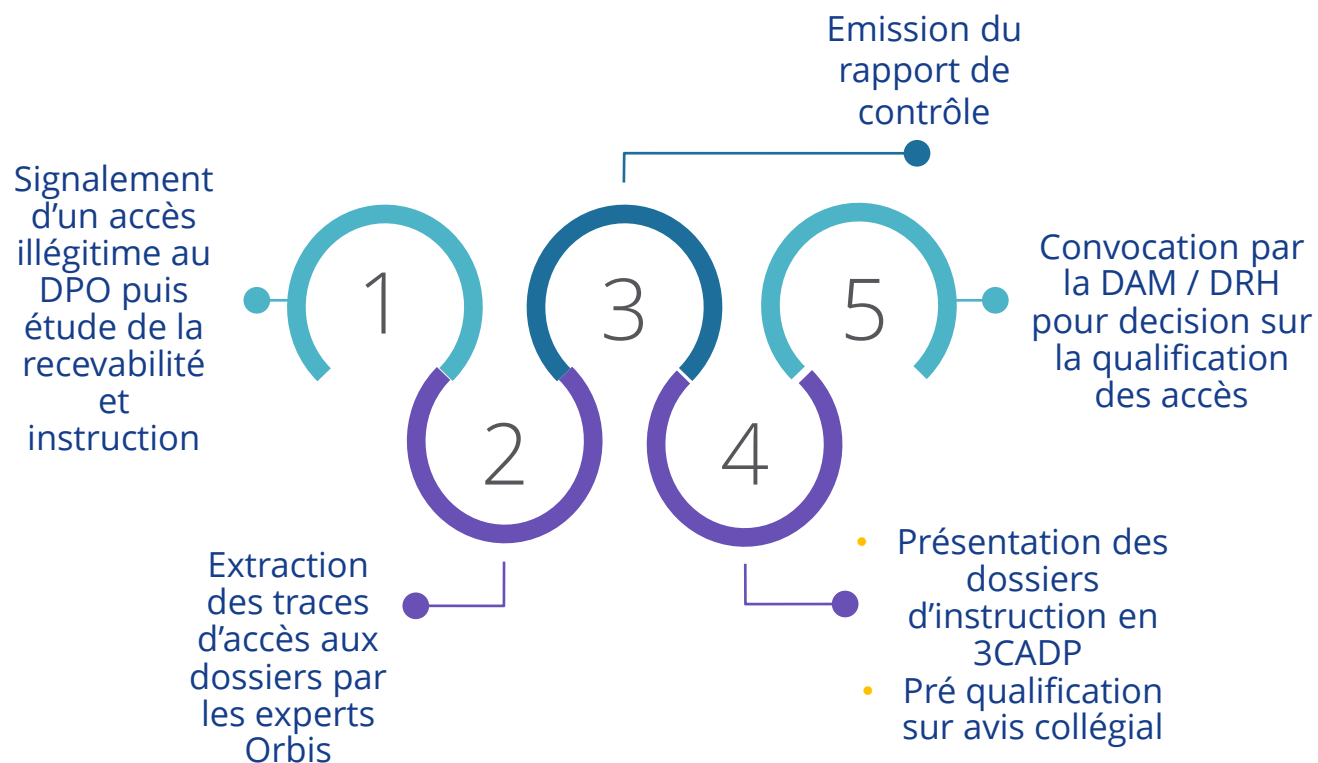 Emission du
rapport de
contrôle
Signalement
d’un accès
illégitime au
DPO puis
étude de la
recevabilité
et
instruction
1
3
5
Convocation par
la DAM / DRH
pour decision sur
la qualification
des accès
2
4
Extraction
des traces
d’accès aux
dossiers par
les experts
Orbis
• Présentation des
dossiers
d’instruction en
3CADP
• Pré qualification
sur avis collégial